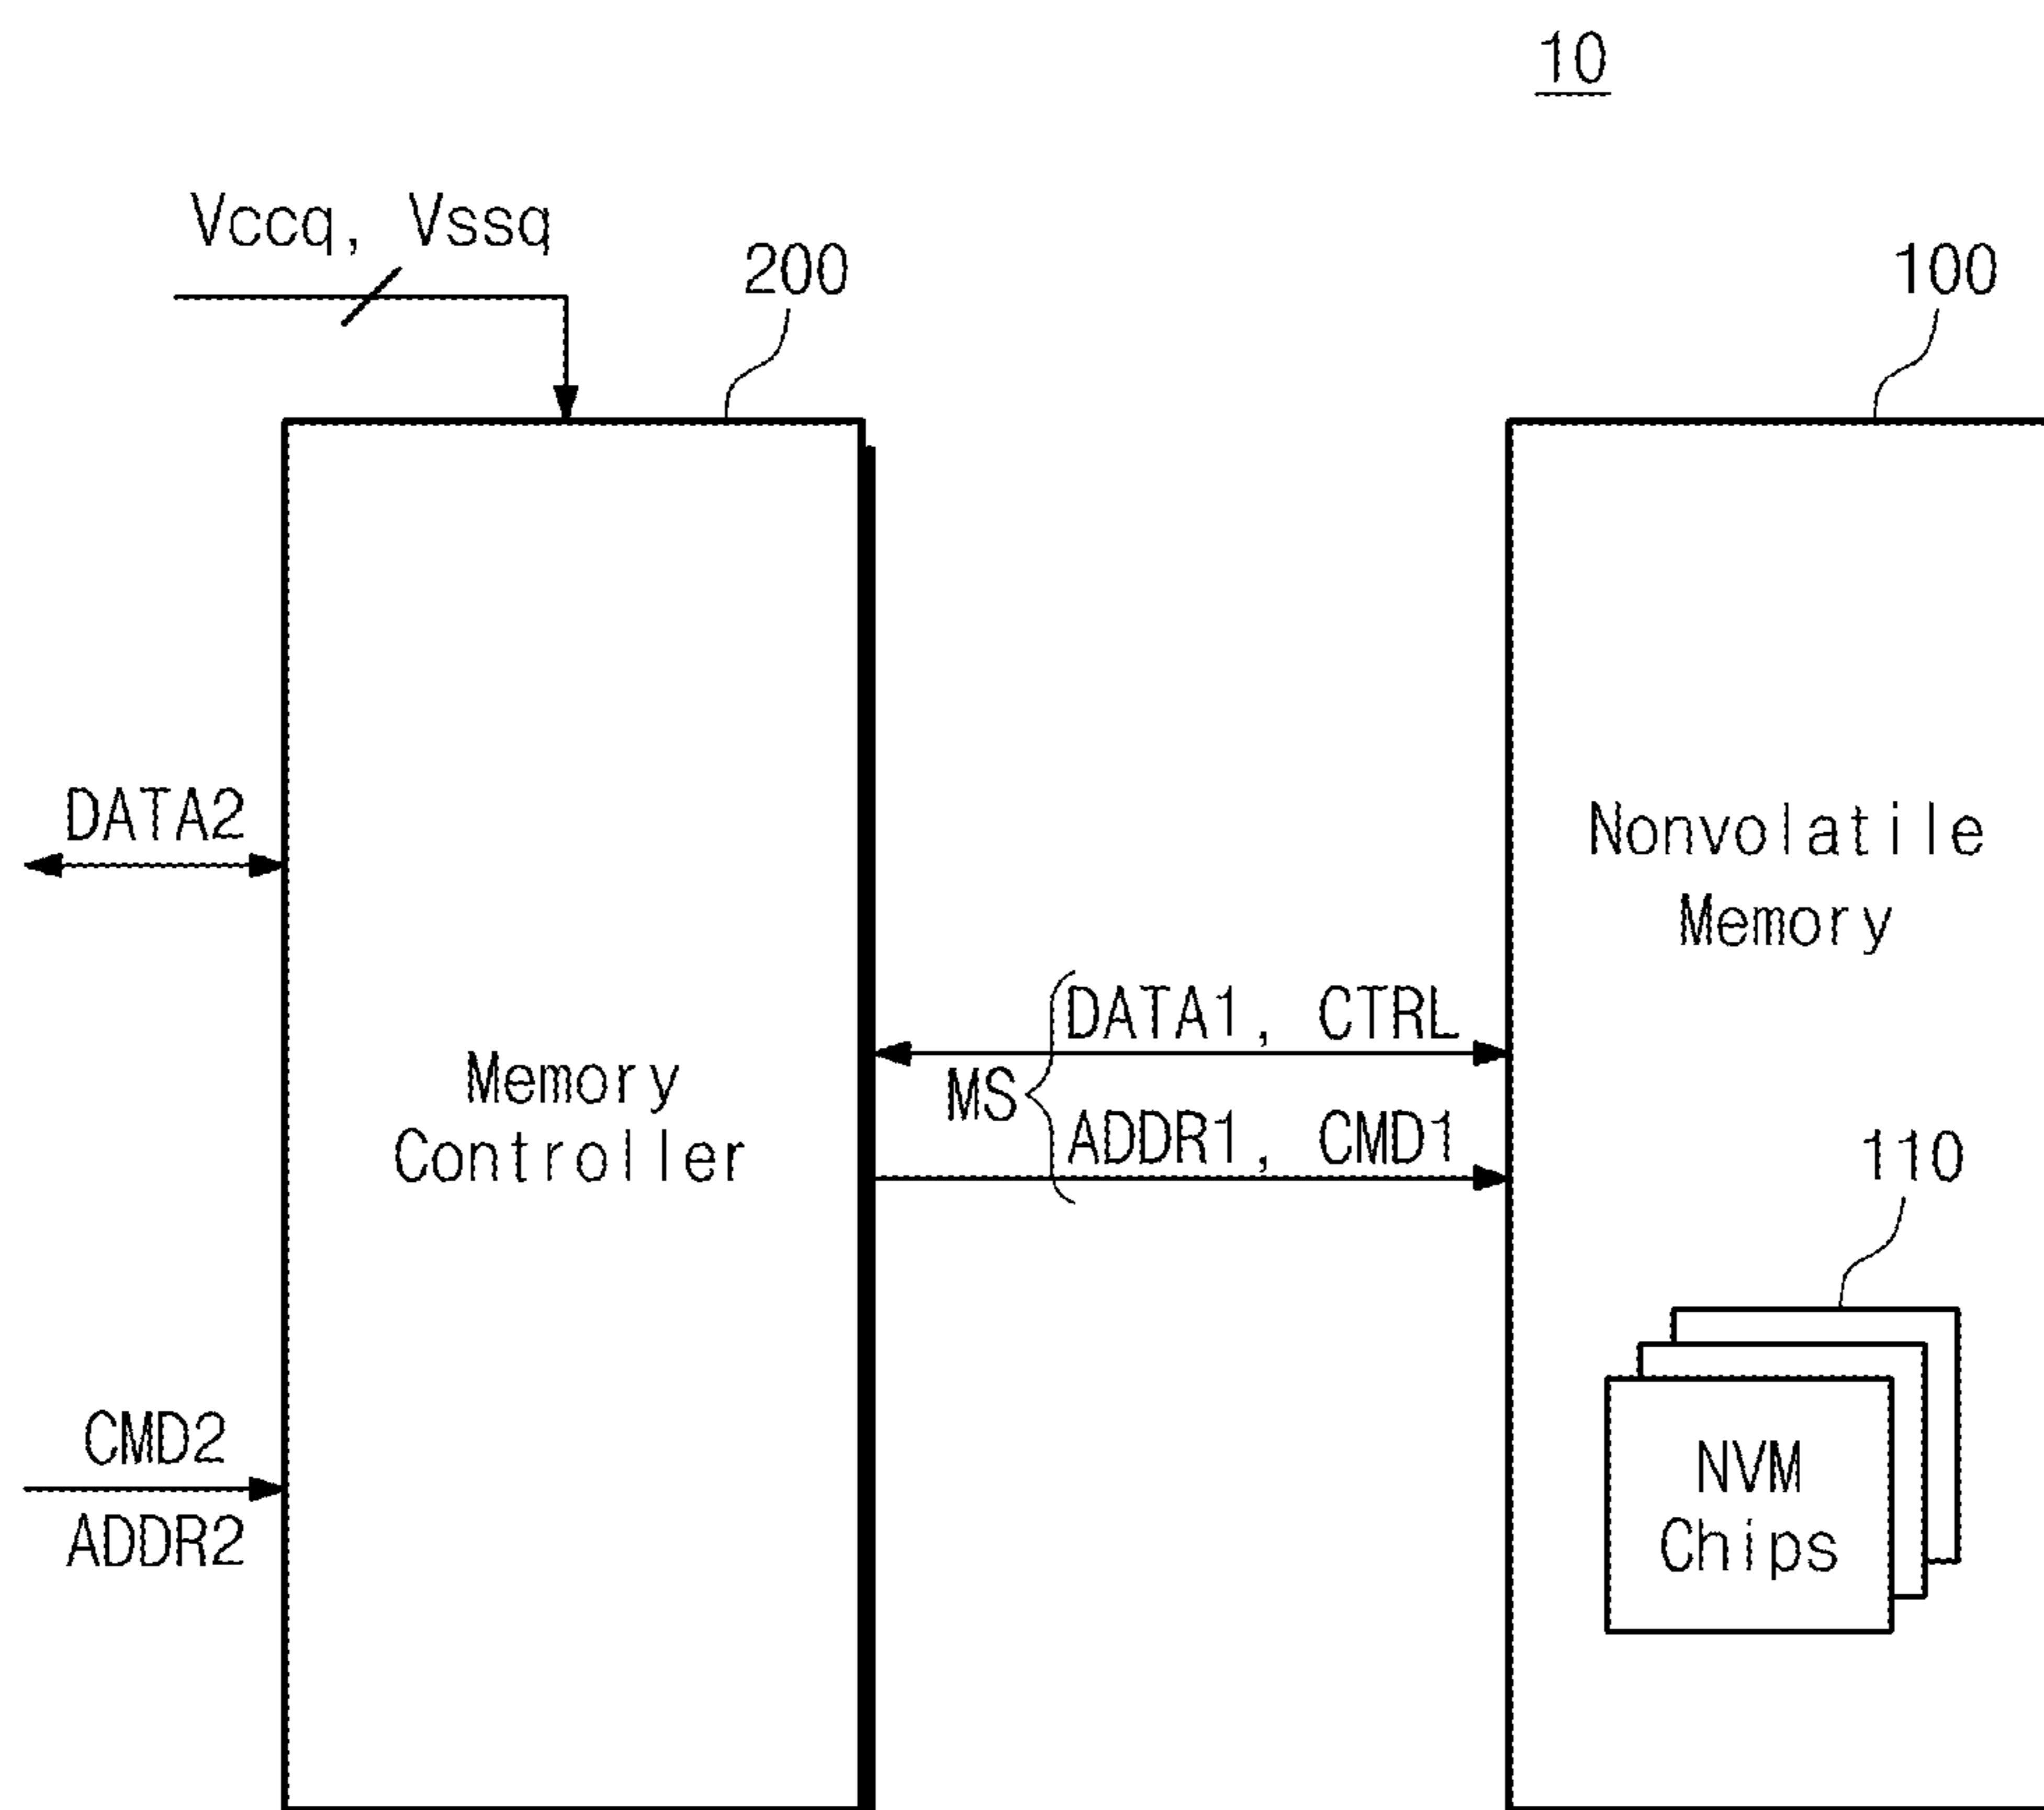 10
Vccq, Vssq
200
100
DATA2
Nonvolatile
Memory
DATA1, CTRL
MS
ADDR1, CMD1
Memory
Controller
110
CMD2
ADDR2
NVM
Chips